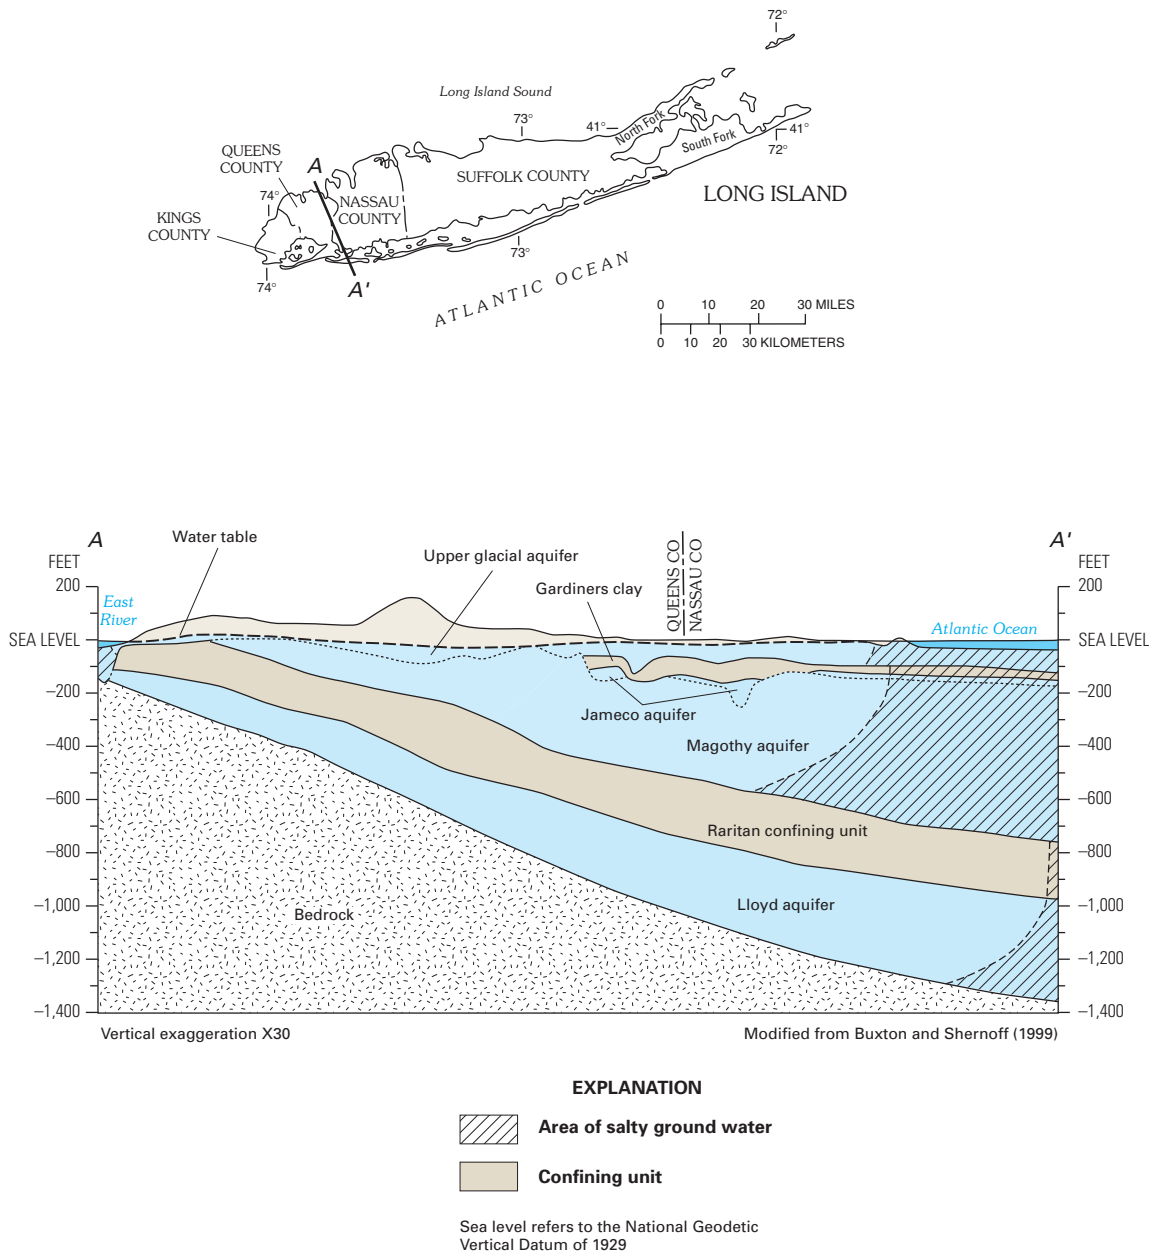 72°
Long Island Sound
73°
41°
North Fork
41°
South Fork
72°
QUEENS
COUNTY
A
SUFFOLK COUNTY
LONG ISLAND
74°
NASSAU
COUNTY
KINGS
COUNTY
73°
74°
A'
ATLANTIC OCEAN
0 10 20 30 MILES
0 10 20 30 KILOMETERS
A
Water table
QUEENS CO
NASSAU CO
A'
FEET
Upper glacial aquifer
FEET
200
Gardiners clay
200
East
River
Atlantic Ocean
SEA LEVEL
SEA LEVEL
–200
–200
Jameco aquifer
–400
Magothy aquifer
–400
–600
–600
Raritan confining unit
–800
–800
–1,000
Lloyd aquifer
–1,000
Bedrock
–1,200
–1,200
–1,400
–1,400
Vertical exaggeration X30
Modified from Buxton and Shernoff (1999)
EXPLANATION
Area of salty ground water
Confining unit
Sea level refers to the National Geodetic
Vertical Datum of 1929